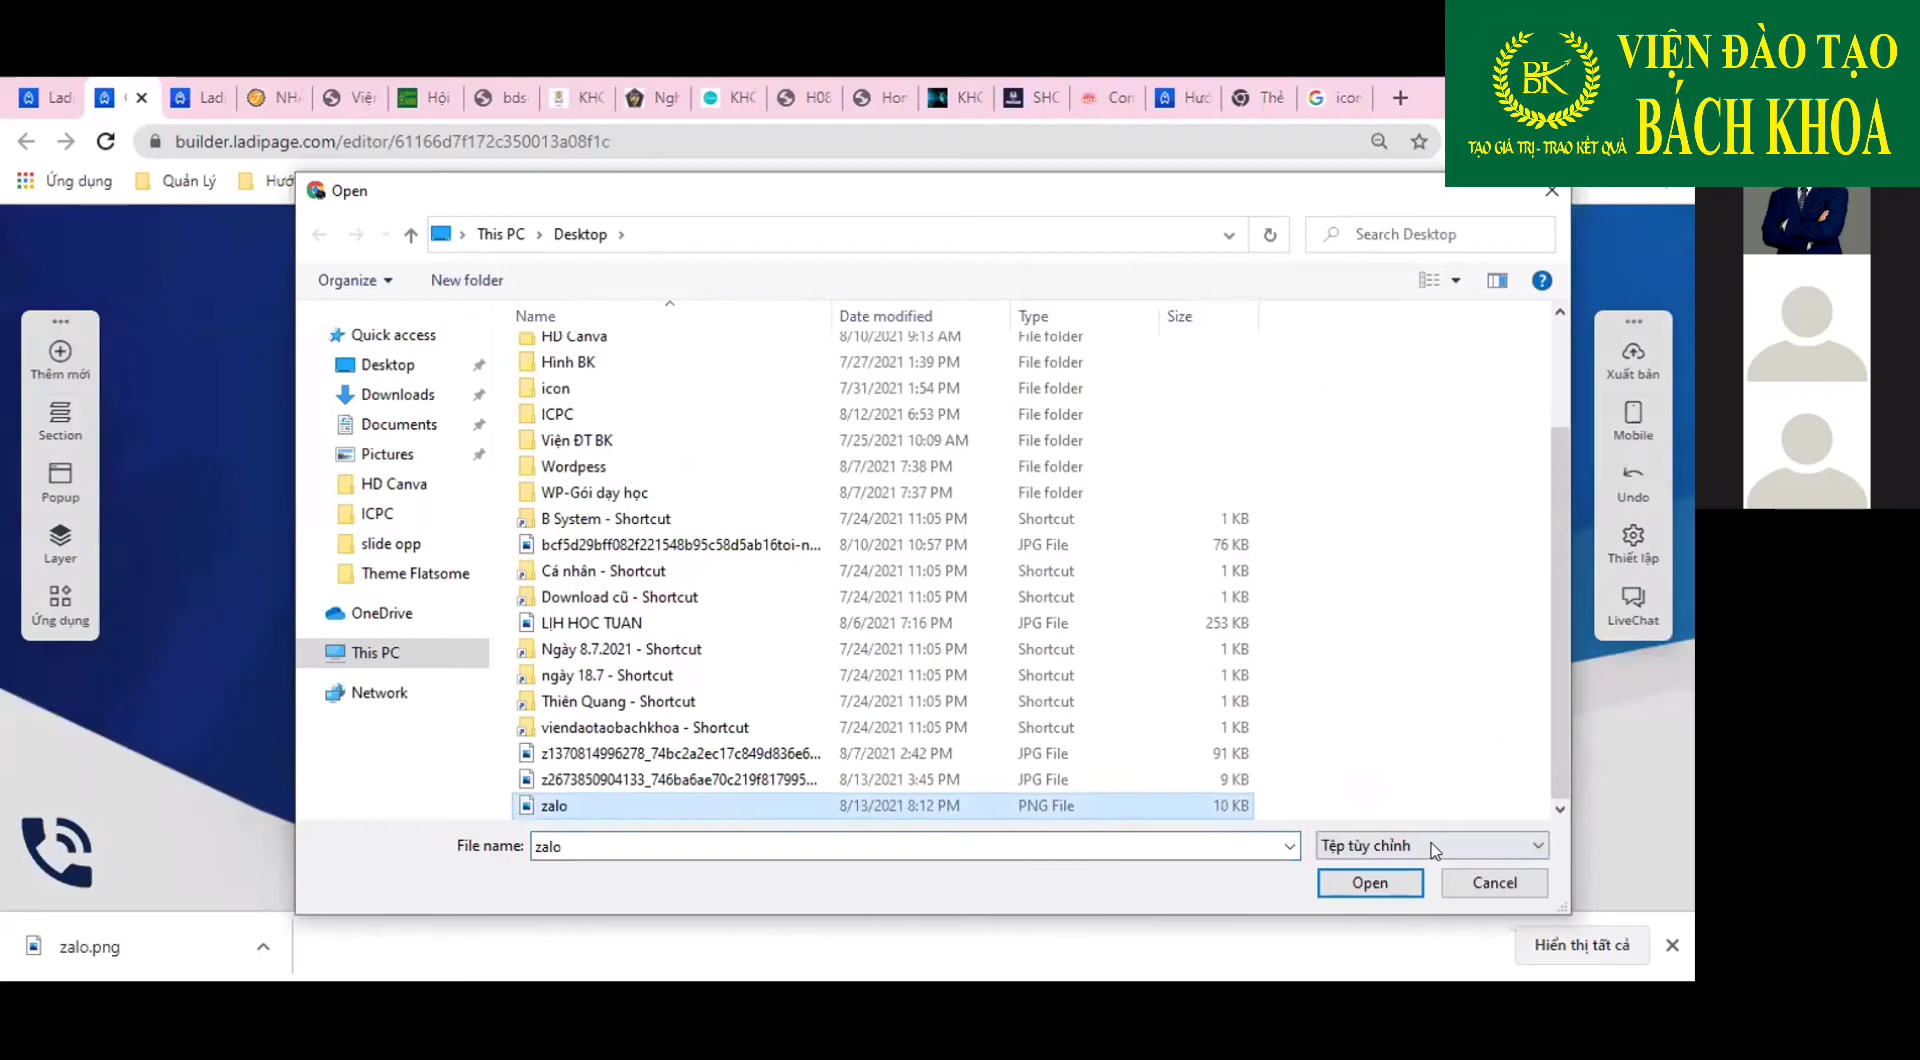 VIỆN ĐÀO TẠO
BÁCH KHOA
BK
TẠO GIÁ TRỊ - TRAO KẾT QUẢ
Ladi
Ladi
NHÀ
Việ
Hội
bds
KHO
Ngh
KHO
H08
Hor
KHO
SHO
Con
Hướ
Thẻ
icor
builder.ladipage.com/editor/61166d7f172c350013a08f1c
Ứng dụng
Quản Lý
Hướ
Open
This PC > Desktop >
Search Desktop
Organize
New folder
Name
Date modified
Type
Size
Quick access
Desktop
Downloads
Documents
Pictures
HD Canva
ICPC
slide opp
Theme Flatsome
OneDrive
This PC
Network
HD Canva 8/10/2021 9:13 AM File folder
Hình BK 7/27/2021 1:39 PM File folder
icon 7/31/2021 1:54 PM File folder
ICPC 8/12/2021 6:53 PM File folder
Viện ĐT BK 7/25/2021 10:09 AM File folder
Wordpess 8/7/2021 7:38 PM File folder
WP-Gói dạy học 8/7/2021 7:37 PM File folder
B System - Shortcut 7/24/2021 11:05 PM Shortcut 1 KB
bcf5d29bff082f221548b95c58d5ab16toi-n... 8/10/2021 10:57 PM JPG File 76 KB
Cá nhân - Shortcut 7/24/2021 11:05 PM Shortcut 1 KB
Download cũ - Shortcut 7/24/2021 11:05 PM Shortcut 1 KB
LỊH HOC TUAN 8/6/2021 7:16 PM JPG File 253 KB
Ngày 8.7.2021 - Shortcut 7/24/2021 11:05 PM Shortcut 1 KB
ngày 18.7 - Shortcut 7/24/2021 11:05 PM Shortcut 1 KB
Thiên Quang - Shortcut 7/24/2021 11:05 PM Shortcut 1 KB
viendaotaobachkhoa - Shortcut 7/24/2021 11:05 PM Shortcut 1 KB
z1370814996278_74bc2a2ec17c849d836e6... 8/7/2021 2:42 PM JPG File 91 KB
z2673850904133_746ba6ae70c219f817995... 8/13/2021 3:45 PM JPG File 9 KB
zalo 8/13/2021 8:12 PM PNG File 10 KB
File name: zalo
Tệp tùy chỉnh
Open
Cancel
Thêm mới
Section
Popup
Layer
Ứng dụng
Xuất bản
Mobile
Undo
Thiết lập
LiveChat
zalo.png
Hiển thị tất cả